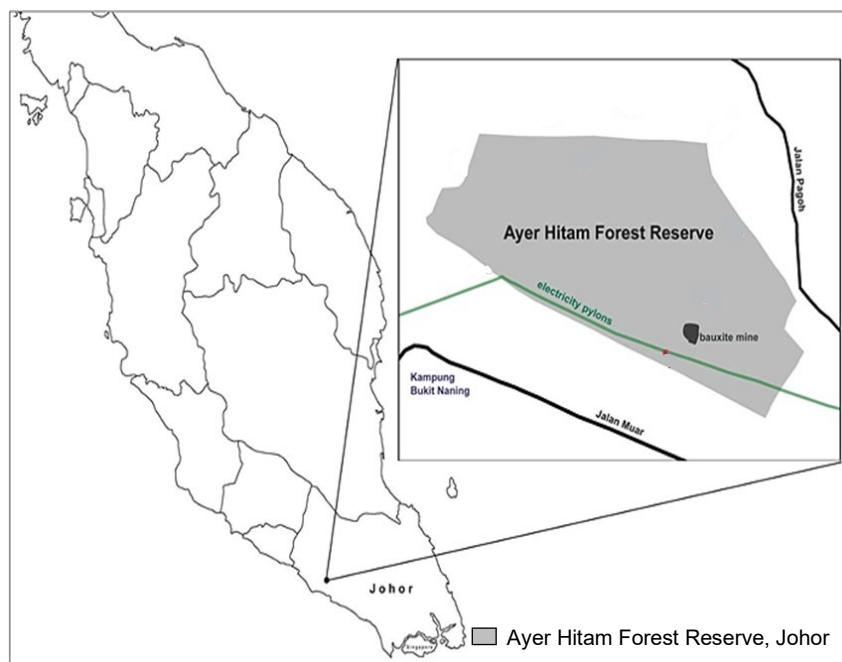 Jalan Pagoh
Ayer Hitam Forest Reserve
electricity pylons
bauxite mine
Kampung
Bukit Naning
Jalan Muar
Johor
Singapore
Ayer Hitam Forest Reserve, Johor